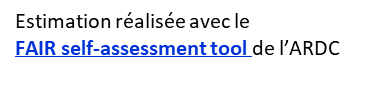 Estimation réalisée avec le
FAIR self-assessment tool de l’ARDC